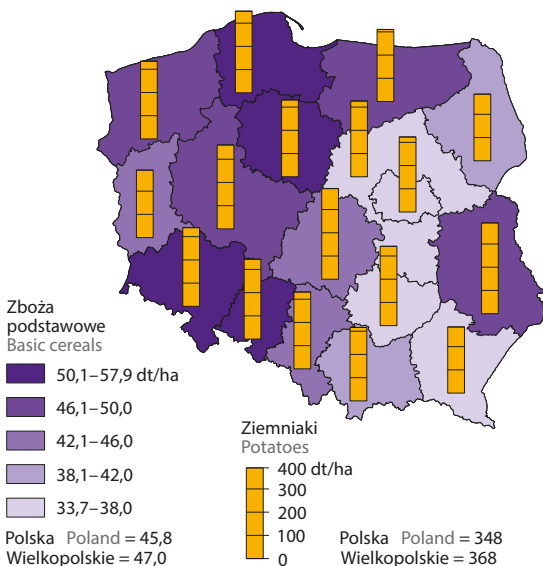 Zboża
podstawowe
Basic cereals
50,1–57,9 dt/ha
46,1–50,0
42,1–46,0
38,1–42,0
33,7–38,0
Polska Poland = 45,8
Wielkopolskie = 47,0
Ziemniaki
Potatoes
400 dt/ha
300
200
100
0
Polska Poland = 348
Wielkopolskie = 368